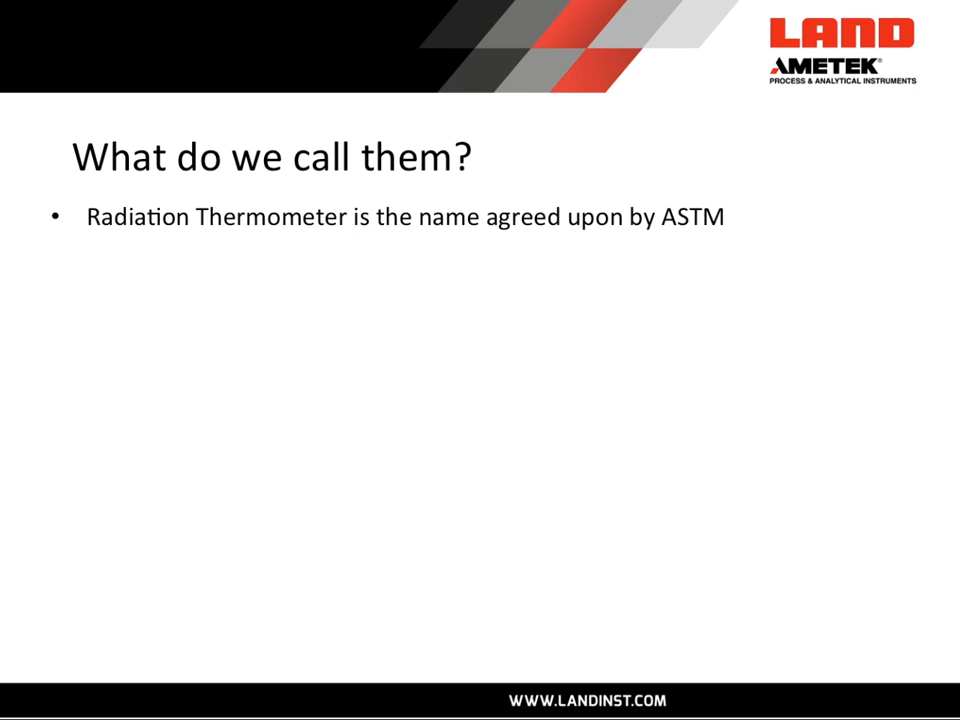 LAND
AMETEK®
PROCESS & ANALYTICAL INSTRUMENTS
What do we call them?
• Radiation Thermometer is the name agreed upon by ASTM
WWW.LANDINST.COM